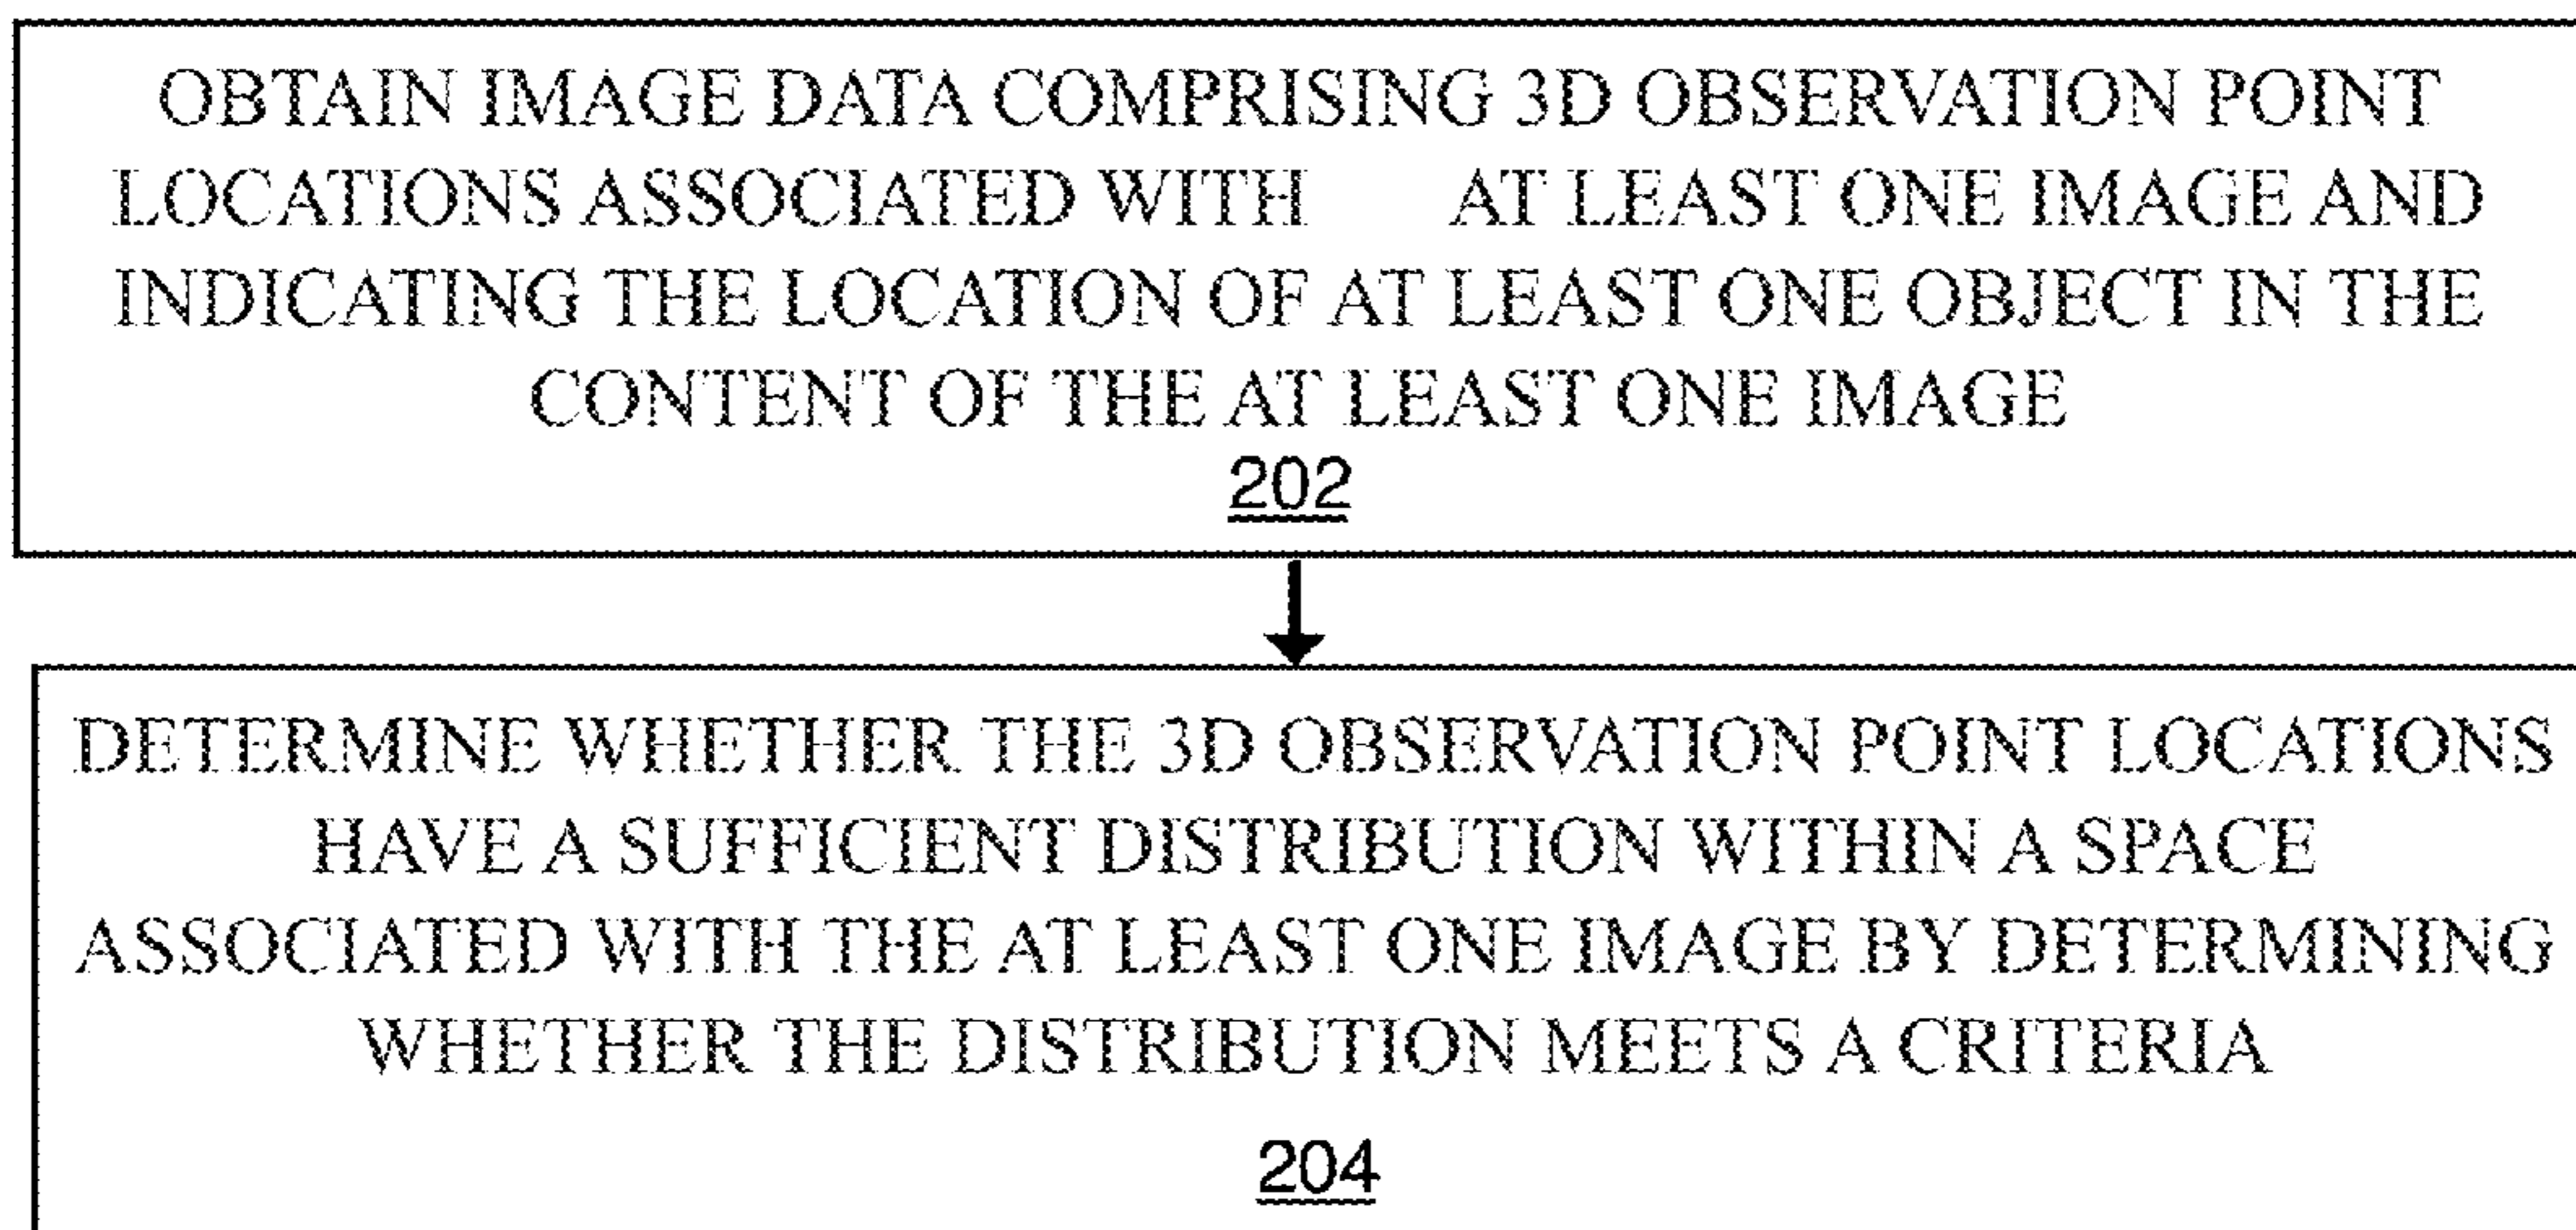 OBTAIN IMAGE DATA COMPRISING 3D OBSERVATION POINT
LOCATIONS ASSOCIATED WITH AT LEAST ONE IMAGE AND
INDICATING THE LOCATION OF AT LEAST ONE OBJECT IN THE
CONTENT OF THE AT LEAST ONE IMAGE
202
DETERMINE WHETHER THE 3D OBSERVATION POINT LOCATIONS
HAVE A SUFFICIENT DISTRIBUTION WITHIN A SPACE
ASSOCIATED WITH THE AT LEAST ONE IMAGE BY DETERMINING
WHETHER THE DISTRIBUTION MEETS A CRITERIA
204